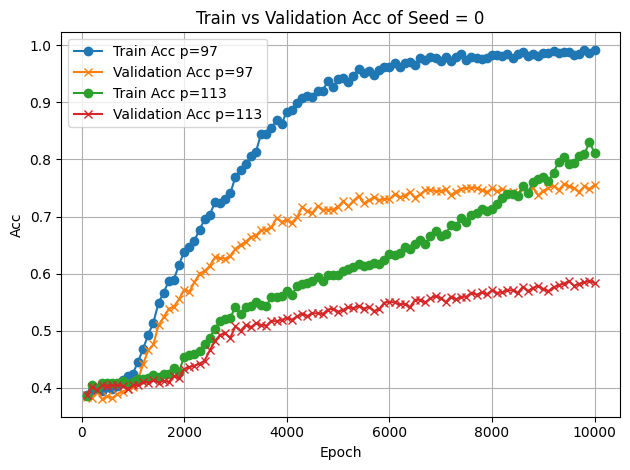 Train vs Validation Acc of Seed = 0
Train Acc p=97
Validation Acc p=97
Train Acc p=113
Validation Acc p=113
Acc
1.0
0.9
0.8
0.7
0.6
0.5
0.4
0 2000 4000 6000 8000 10000
Epoch